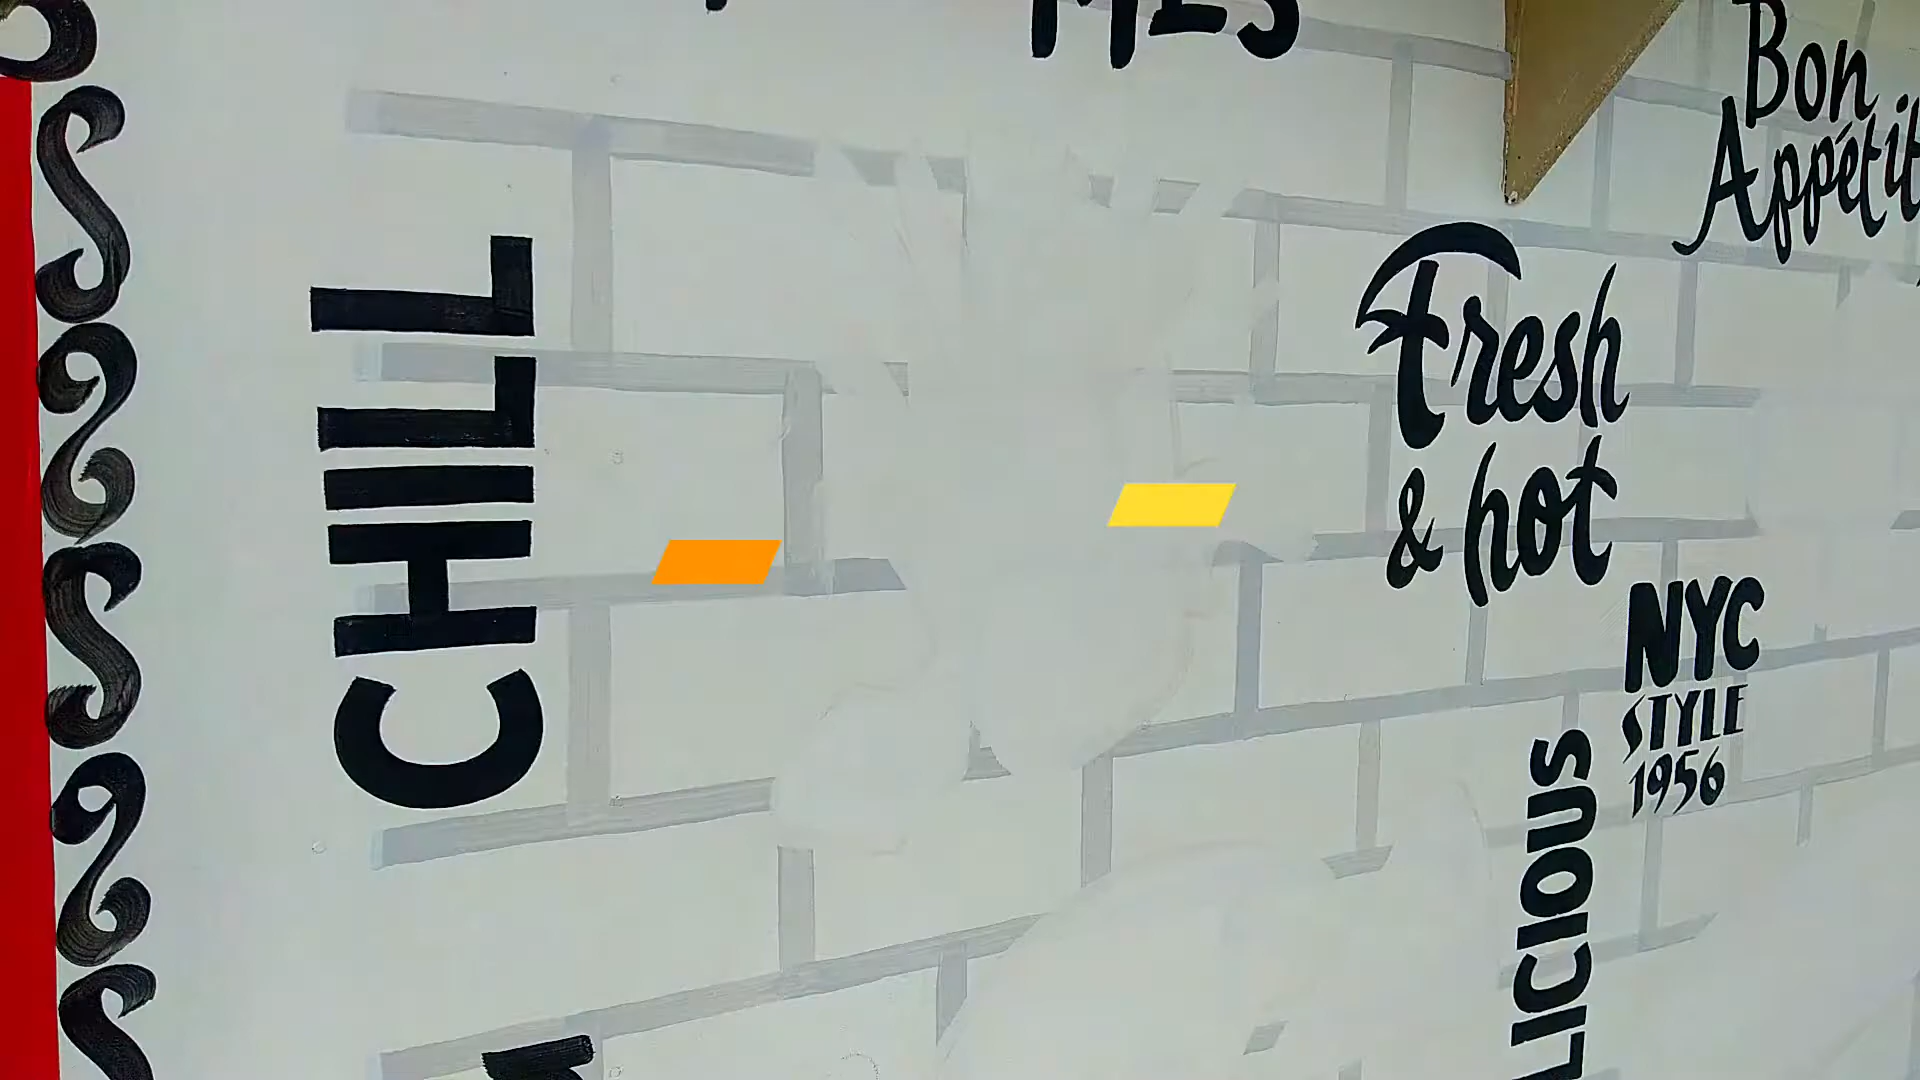 CHILL
Bon
Appétit
Fresh
& hot
NYC
STYLE
1956
LICIOUS